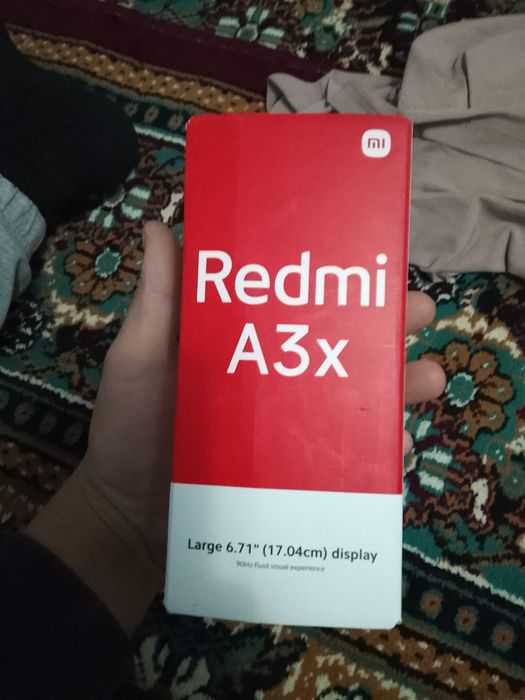 mi
Redmi
A3x
Large 6.71" (17.04cm) display
90Hz fluid visual experience